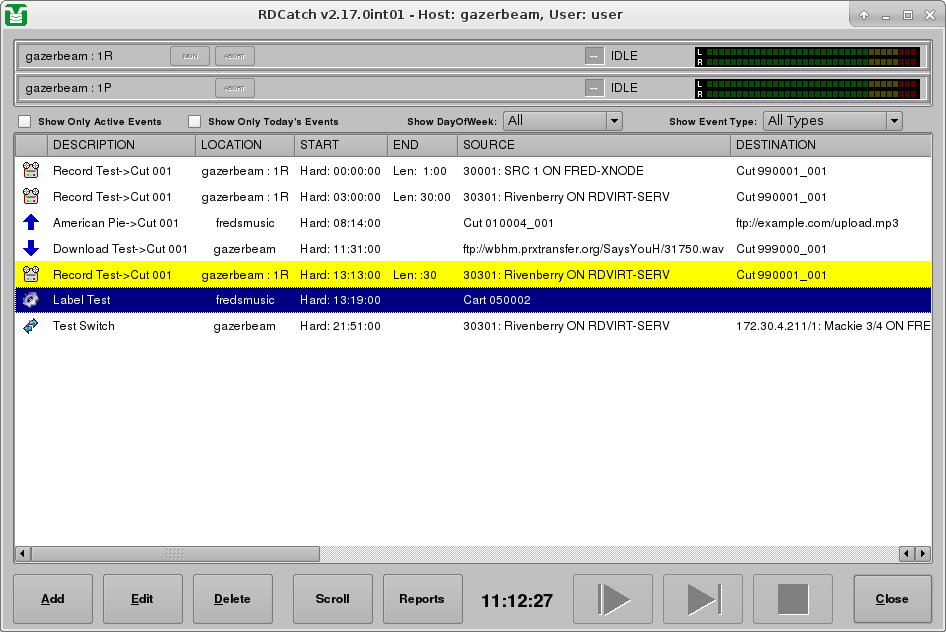 RDCatch v2.17.0int01 - Host: gazerbeam, User: user
gazerbeam : 1R MON ABORT -- IDLE L R
gazerbeam : 1P ABORT -- IDLE L R
Show Only Active Events Show Only Today's Events Show DayOfWeek: All Show Event Type: All Types
DESCRIPTION LOCATION START END SOURCE DESTINATION
Record Test->Cut 001 gazerbeam : 1R Hard: 00:00:00 Len: 1:00 30001: SRC 1 ON FRED-XNODE Cut 990001_001
Record Test->Cut 001 gazerbeam : 1R Hard: 03:00:00 Len: 30:00 30301: Rivenberry ON RDVIRT-SERV Cut 990001_001
American Pie->Cut 001 fredsmusic Hard: 08:14:00 Cut 010004_001 ftp://example.com/upload.mp3
Download Test->Cut 001 gazerbeam Hard: 11:31:00 ftp://wbhm.prxtransfer.org/SaysYouH/31750.wav Cut 999000_001
Record Test->Cut 001 gazerbeam : 1R Hard: 13:13:00 Len: :30 30301: Rivenberry ON RDVIRT-SERV Cut 990001_001
Label Test fredsmusic Hard: 13:19:00 Cart 050002
Test Switch gazerbeam Hard: 21:51:00 30301: Rivenberry ON RDVIRT-SERV 172.30.4.211/1: Mackie 3/4 ON FRE
Add Edit Delete Scroll Reports 11:12:27 Close